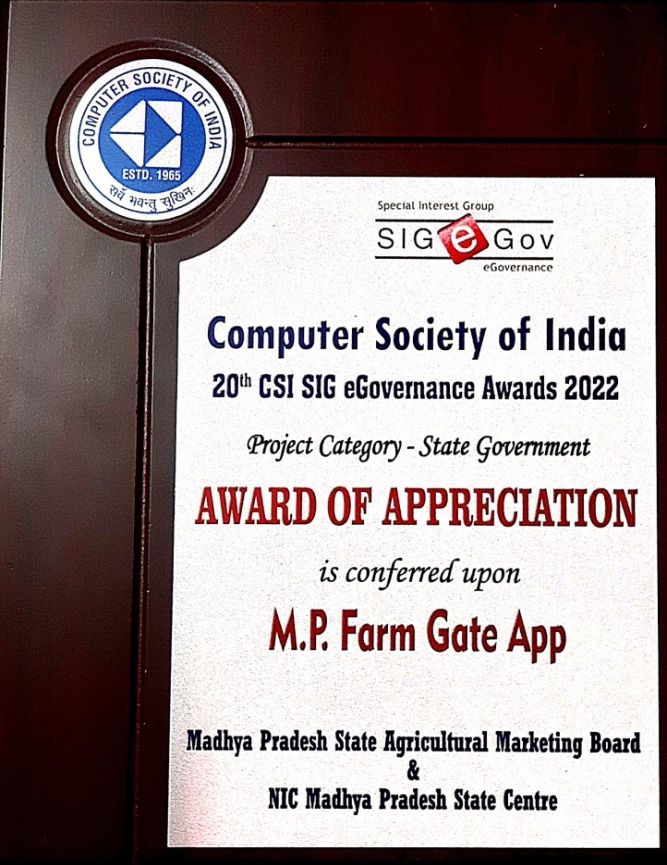 COMPUTER SOCIETY OF INDIA
ESTD. 1965
सर्वे भवन्तु सुखिनः
Special Interest Group
SIG e Gov
eGovernance
Computer Society of India
20th CSI SIG eGovernance Awards 2022
Project Category - State Government
AWARD OF APPRECIATION
is conferred upon
M.P. Farm Gate App
Madhya Pradesh State Agricultural Marketing Board
&
NIC Madhya Pradesh State Centre